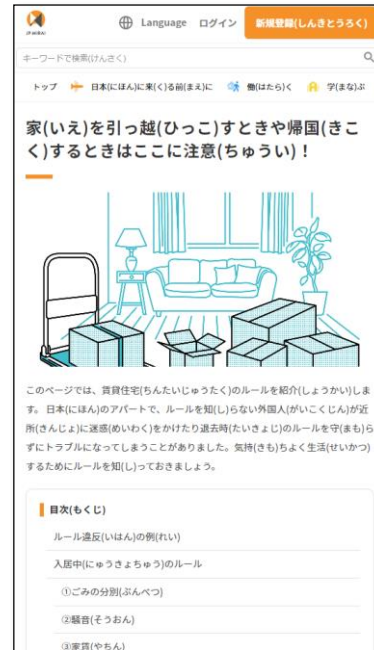 JP-MIRAI
Language ログイン 新規登録(しんきとうろく)
キーワードで検索(けんさく)
トップ 日本(にほん)に来(く)る前(まえ)に 働(はたら)く 学(まな)ぶ
家(いえ)を引っ越(ひっこ)すときや帰国(きこ
く)するときはここに注意(ちゅうい)！
このページでは、賃貸住宅(ちんたいじゅうたく)のルールを紹介(しょうかい)しま
す。 日本(にほん)のアパートで、ルールを知(し)らない外国人(がいこくじん)が近
所(きんじょ)に迷惑(めいわく)をかけたり退去時(たいきょじ)のルールを守(まも)ら
ずにトラブルになってしまうことがありました。気持(きも)ちよく生活(せいかつ)
するためにルールを知(し)っておきましょう。
目次(もくじ)
ルール違反(いはん)の例(れい)
入居中(にゅうきょちゅう)のルール
①ごみの分別(ぶんべつ)
②騒音(そうおん)
③家賃(やちん)